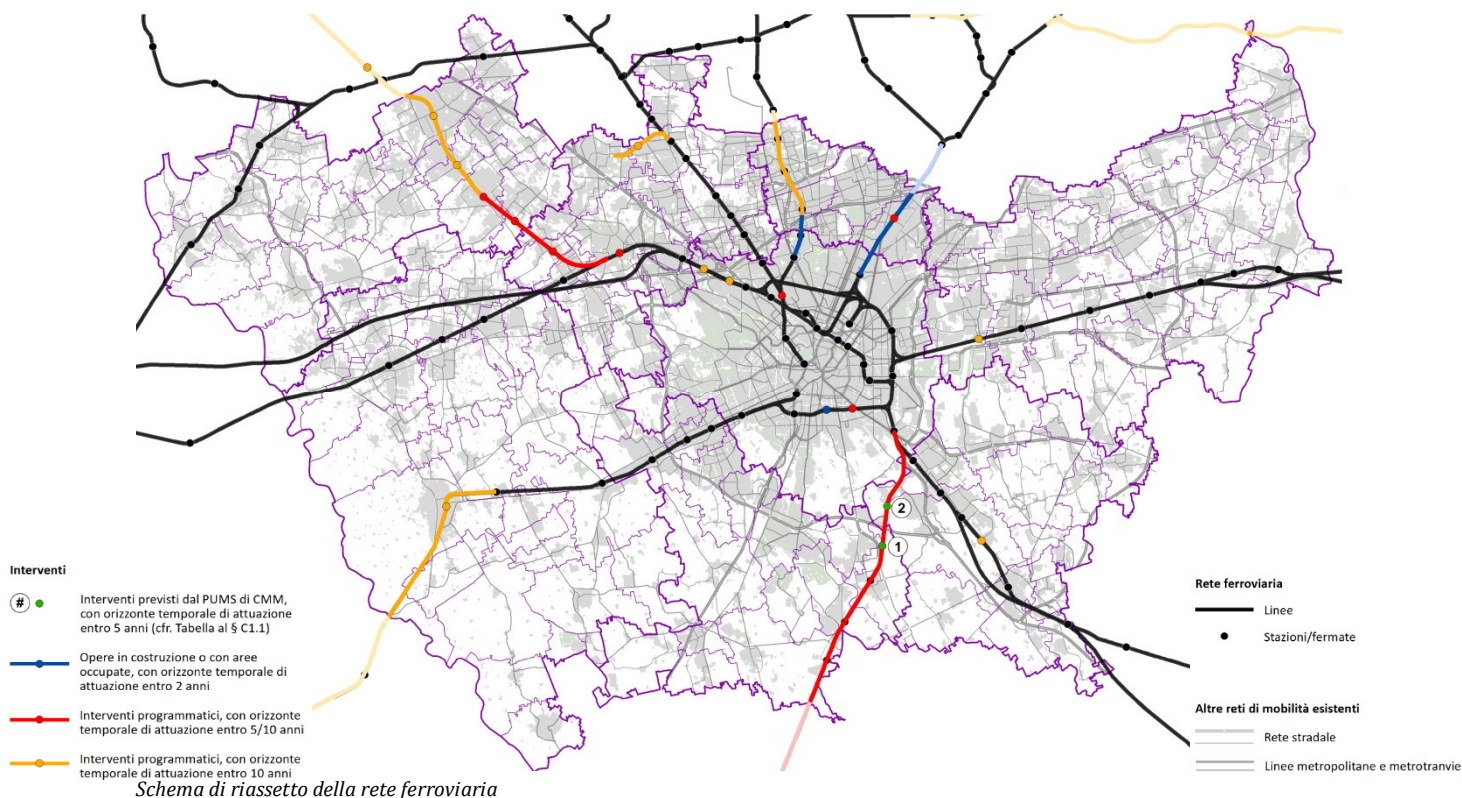 2
1
Interventi
#
Interventi previsti dal PUMS di CMM,
con orizzonte temporale di attuazione
entro 5 anni (cfr. Tabella al § C1.1)
Opere in costruzione o con aree
occupate, con orizzonte temporale di
attuazione entro 2 anni
Interventi programmatici, con orizzonte
temporale di attuazione entro 5/10 anni
Interventi programmatici, con orizzonte
temporale di attuazione entro 10 anni
Rete ferroviaria
Linee
Stazioni/fermate
Altre reti di mobilità esistenti
Rete stradale
Linee metropolitane e metrotranvie
Schema di riassetto della rete ferroviaria